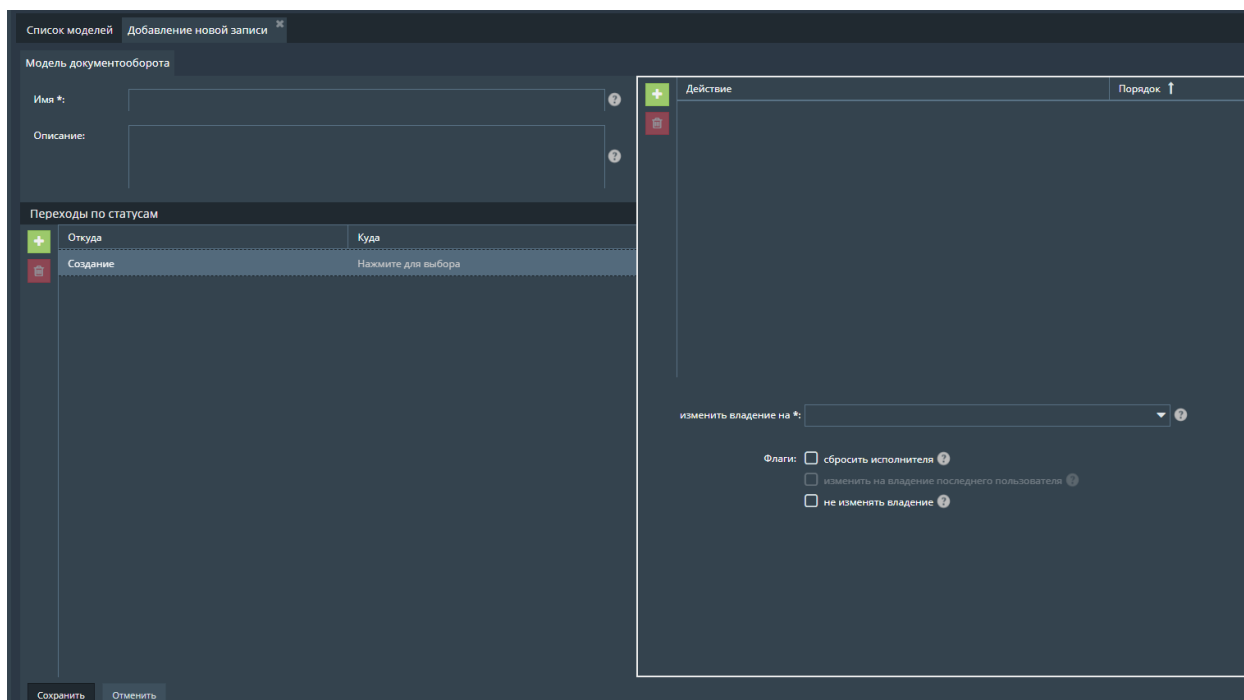 Список моделей Добавление новой записи
Модель документооборота
Имя *:
Описание:
Переходы по статусам
Откуда Куда
Создание Нажмите для выбора
Действие Порядок
изменить владение на *:
Флаги: сбросить исполнителя
изменить на владение последнего пользователя
не изменять владение
Сохранить Отменить